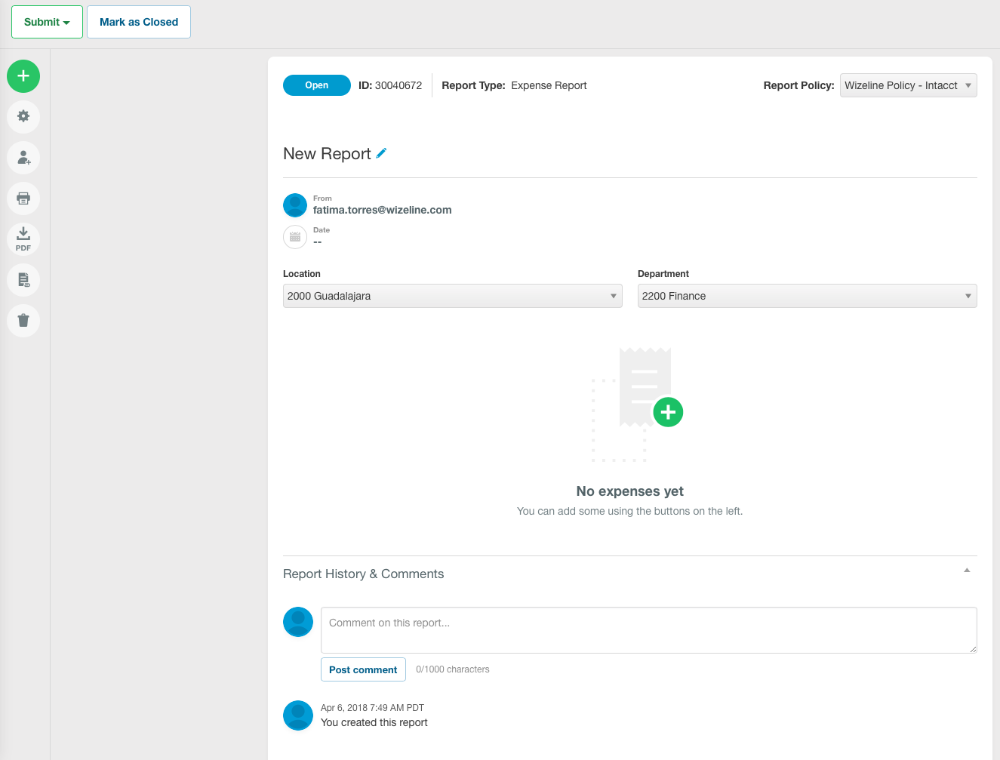 Submit
Mark as Closed
Open
ID: 30040672
Report Type: Expense Report
Report Policy: Wizeline Policy - Intacct
New Report
From
fatima.torres@wizeline.com
Date
--
PDF
Location
Department
2000 Guadalajara
2200 Finance
No expenses yet
You can add some using the buttons on the left.
Report History & Comments
Comment on this report...
Post comment
0/1000 characters
Apr 6, 2018 7:49 AM PDT
You created this report